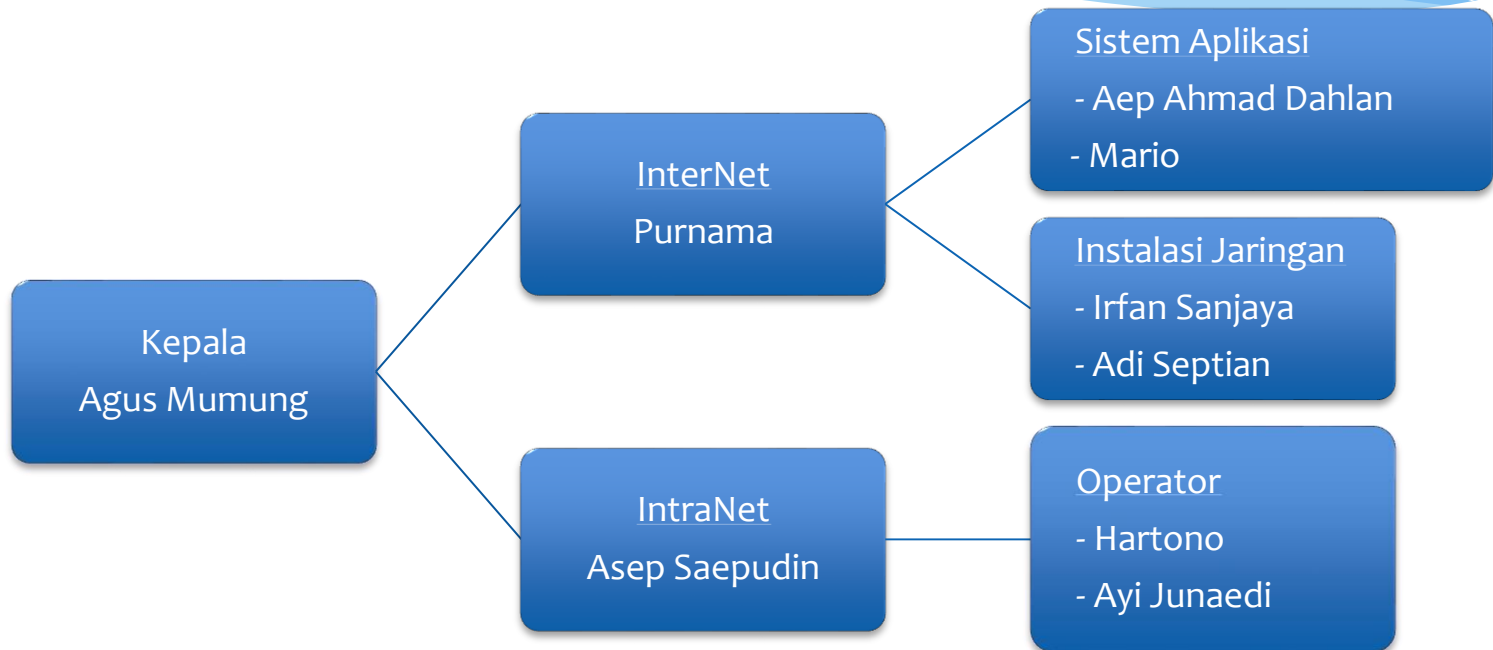 Kepala
Agus Mumung
InterNet
Purnama
IntraNet
Asep Saepudin
Sistem Aplikasi
- Aep Ahmad Dahlan
- Mario
Instalasi Jaringan
- Irfan Sanjaya
- Adi Septian
Operator
- Hartono
- Ayi Junaedi